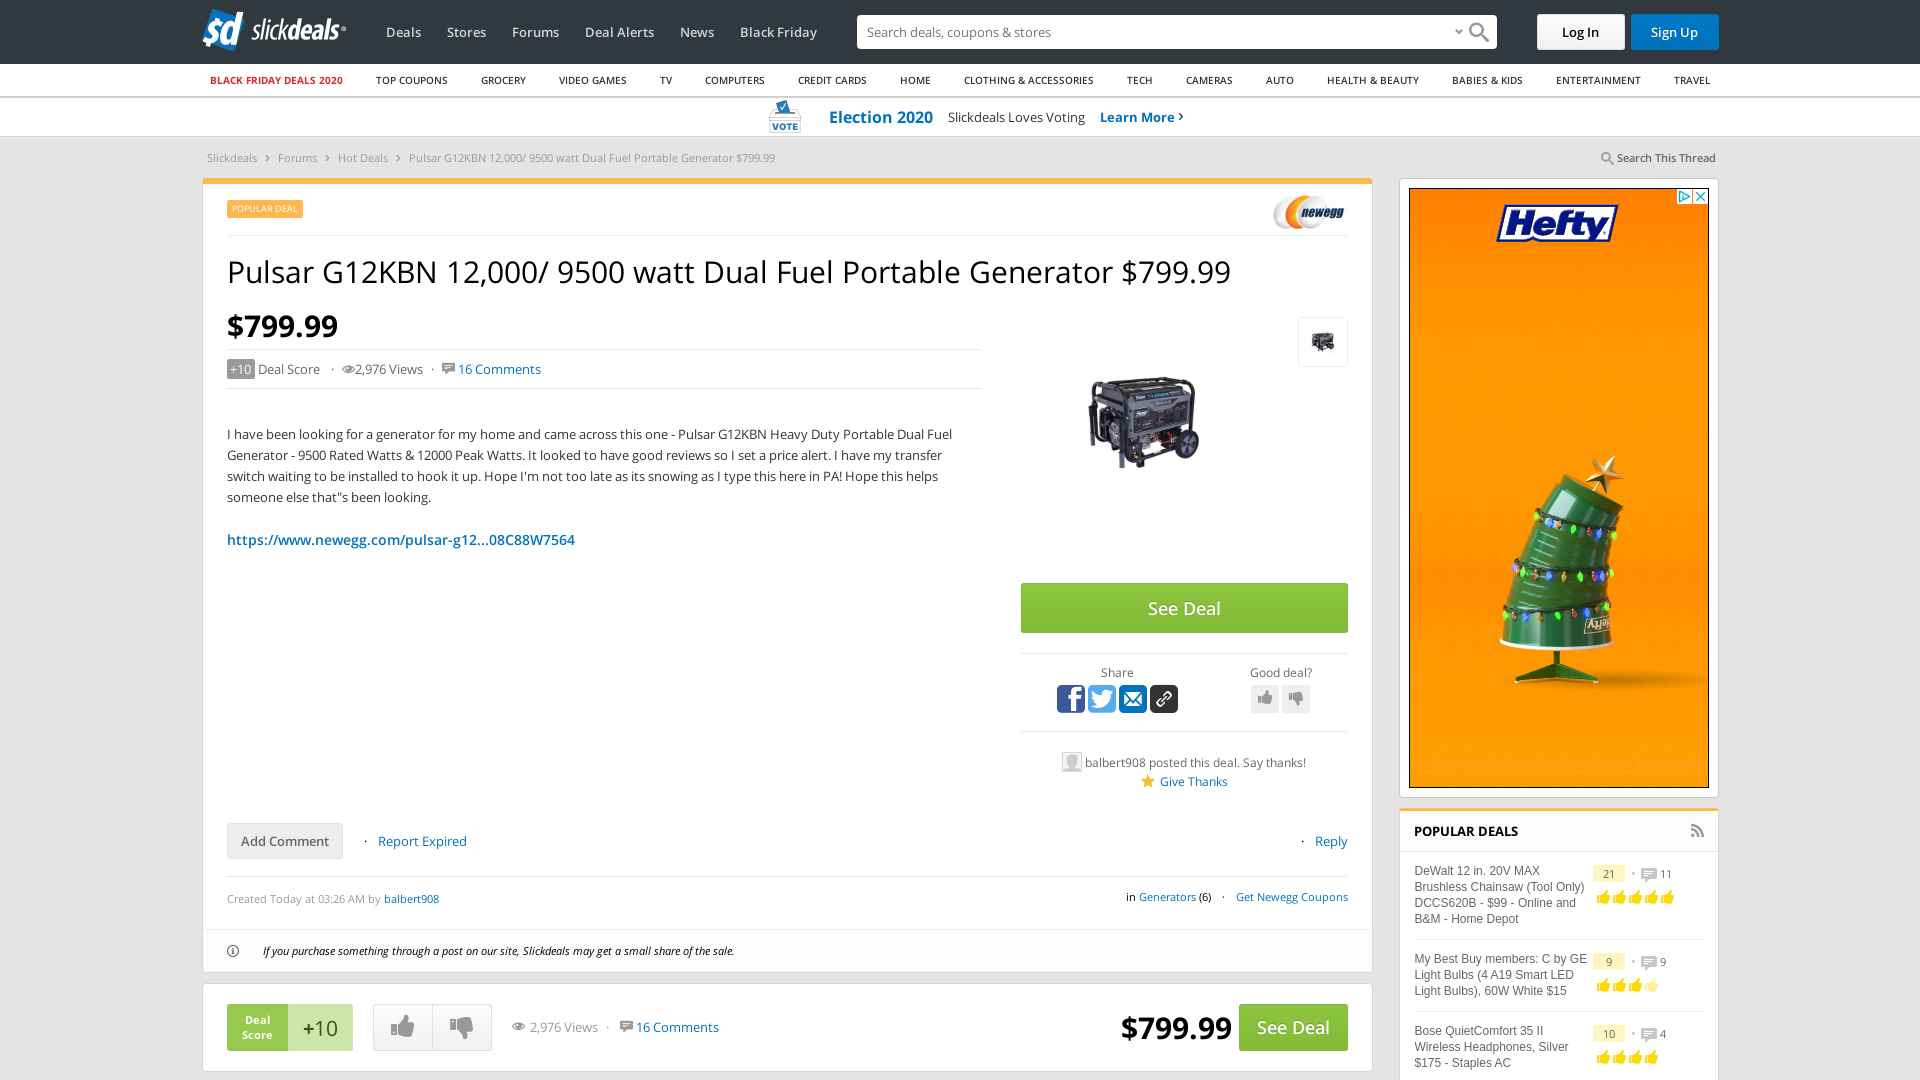 slickdeals
Deals
Stores
Forums
Deal Alerts
News
Black Friday
Search deals, coupons & stores
Log In
Sign Up
BLACK FRIDAY DEALS 2020
TOP COUPONS
GROCERY
VIDEO GAMES
TV
COMPUTERS
CREDIT CARDS
HOME
CLOTHING & ACCESSORIES
TECH
CAMERAS
AUTO
HEALTH & BEAUTY
BABIES & KIDS
ENTERTAINMENT
TRAVEL
VOTE
Election 2020 Slickdeals Loves Voting Learn More
Slickdeals > Forums > Hot Deals > Pulsar G12KBN 12,000/ 9500 watt Dual Fuel Portable Generator $799.99
Search This Thread
POPULAR DEAL
newegg
Pulsar G12KBN 12,000/ 9500 watt Dual Fuel Portable Generator $799.99
$799.99
+10 Deal Score · 2,976 Views · 16 Comments
I have been looking for a generator for my home and came across this one - Pulsar G12KBN Heavy Duty Portable Dual Fuel
Generator - 9500 Rated Watts & 12000 Peak Watts. It looked to have good reviews so I set a price alert. I have my transfer
switch waiting to be installed to hook it up. Hope I'm not too late as its snowing as I type this here in PA! Hope this helps
someone else that"s been looking.
https://www.newegg.com/pulsar-g12...08C88W7564
See Deal
Share
Good deal?
balbert908 posted this deal. Say thanks!
Give Thanks
Add Comment · Report Expired
· Reply
Created Today at 03:26 AM by balbert908
in Generators (6) · Get Newegg Coupons
If you purchase something through a post on our site, Slickdeals may get a small share of the sale.
Deal
Score
+10
2,976 Views · 16 Comments
$799.99
See Deal
Hefty
Hefty
POPULAR DEALS
DeWalt 12 in. 20V MAX
Brushless Chainsaw (Tool Only)
DCCS620B - $99 - Online and
B&M - Home Depot
21 • 11
My Best Buy members: C by GE
Light Bulbs (4 A19 Smart LED
Light Bulbs), 60W White $15
9 • 9
Bose QuietComfort 35 II
Wireless Headphones, Silver
$175 - Staples AC
10 • 4